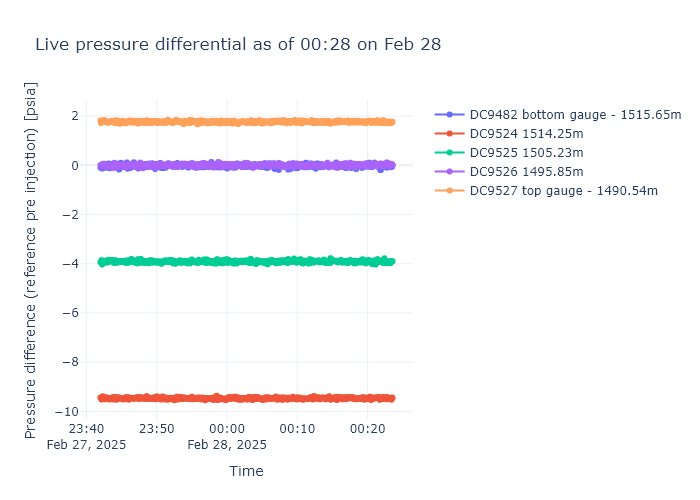 Live pressure differential as of 00:28 on Feb 28
Pressure difference (reference pre injection) [psia]
2
0
−2
−4
−6
−8
−10
23:40
Feb 27, 2025
23:50
00:00
Feb 28, 2025
00:10
00:20
Time
DC9482 bottom gauge - 1515.65m
DC9524 1514.25m
DC9525 1505.23m
DC9526 1495.85m
DC9527 top gauge - 1490.54m